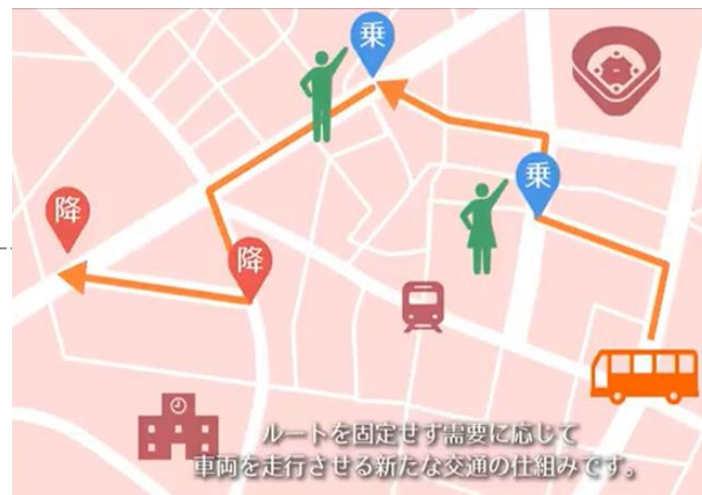 乗
乗
降
降
ルートを固定せず需要に応じて
車両を走行させる新たな交通の仕組みです。